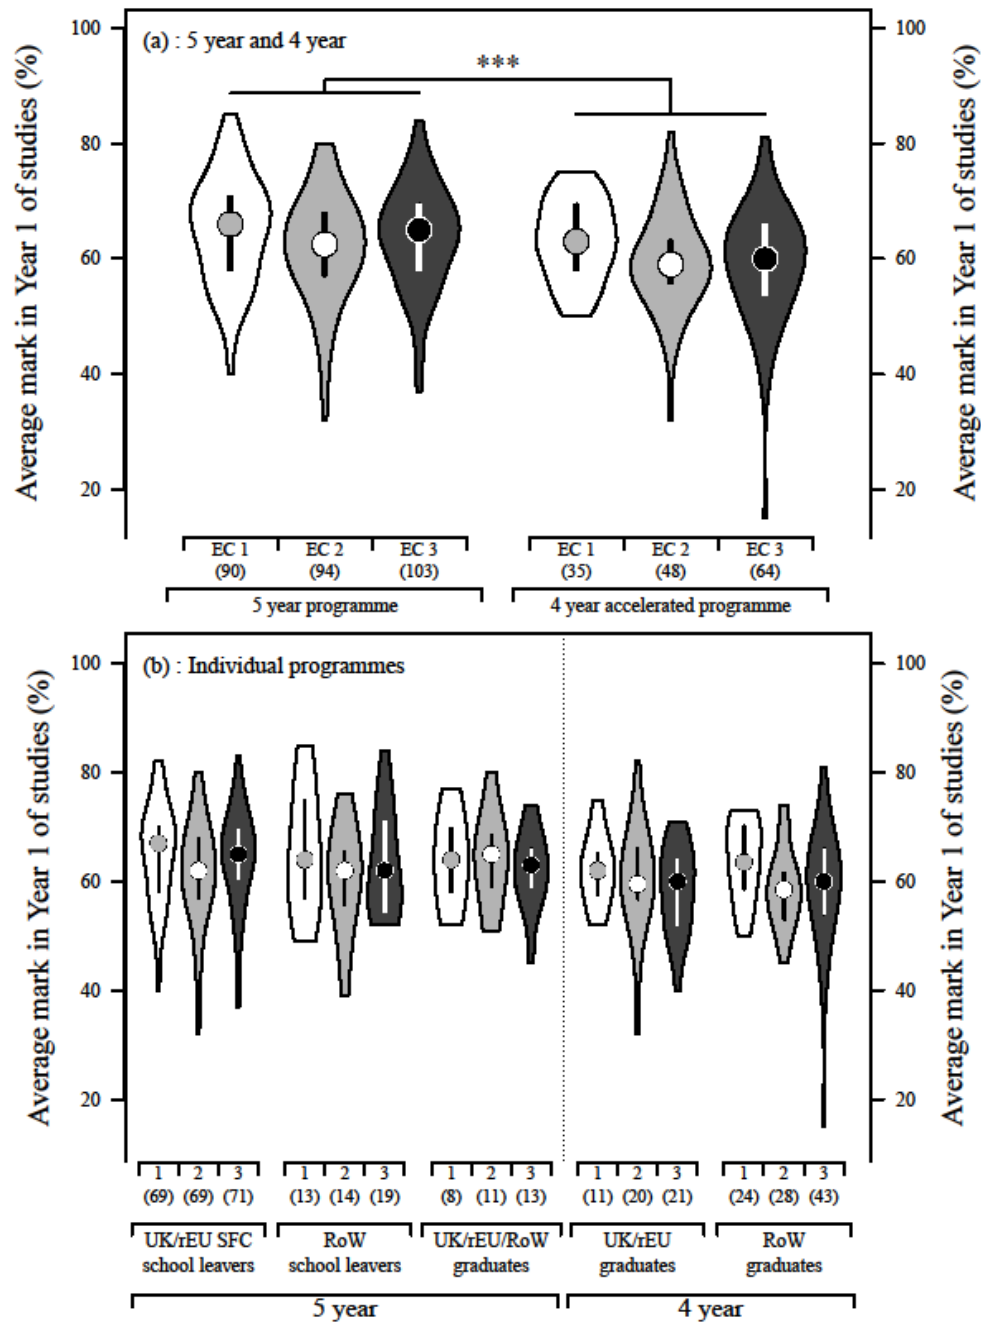 (a) : 5 year and 4 year
***
Average mark in Year 1 of studies (%)
100
80
60
40
20
100
80
60
40
20
Average mark in Year 1 of studies (%)
EC 1 EC 2 EC 3 EC 1 EC 2 EC 3
(90) (94) (103) (35) (48) (64)
5 year programme 4 year accelerated programme
(b) : Individual programmes
Average mark in Year 1 of studies (%)
100
80
60
40
20
100
80
60
40
20
Average mark in Year 1 of studies (%)
1 2 3 1 2 3 1 2 3 1 2 3 1 2 3
(69) (69) (71) (13) (14) (19) (8) (11) (13) (11) (20) (21) (24) (28) (43)
UK/rEU SFC RoW UK/rEU/RoW UK/rEU RoW
school leavers school leavers graduates graduates graduates
5 year 4 year